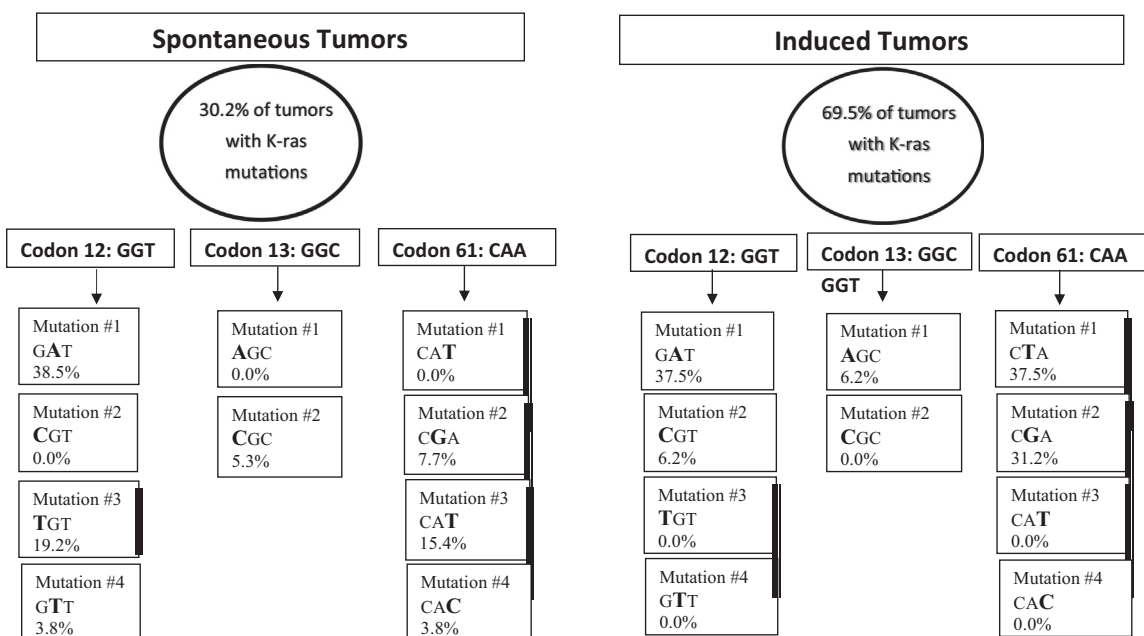 Spontaneous Tumors
30.2% of tumors
with K-ras
mutations
Codon 12: GGT
Mutation #1
GAT
38.5%
Mutation #2
CGT
0.0%
Mutation #3
TGT
19.2%
Mutation #4
GTT
3.8%
Codon 13: GGC
Mutation #1
AGC
0.0%
Mutation #2
CGC
5.3%
Codon 61: CAA
Mutation #1
CAT
0.0%
Mutation #2
CGA
7.7%
Mutation #3
CAT
15.4%
Mutation #4
CAC
3.8%
Induced Tumors
69.5% of tumors
with K-ras
mutations
Codon 12: GGT
Mutation #1
GAT
37.5%
Mutation #2
CGT
6.2%
Mutation #3
TGT
0.0%
Mutation #4
GTT
0.0%
Codon 13: GGC
GGT
Mutation #1
AGC
6.2%
Mutation #2
CGC
0.0%
Codon 61: CAA
Mutation #1
CTA
37.5%
Mutation #2
CGA
31.2%
Mutation #3
CAT
0.0%
Mutation #4
CAC
0.0%